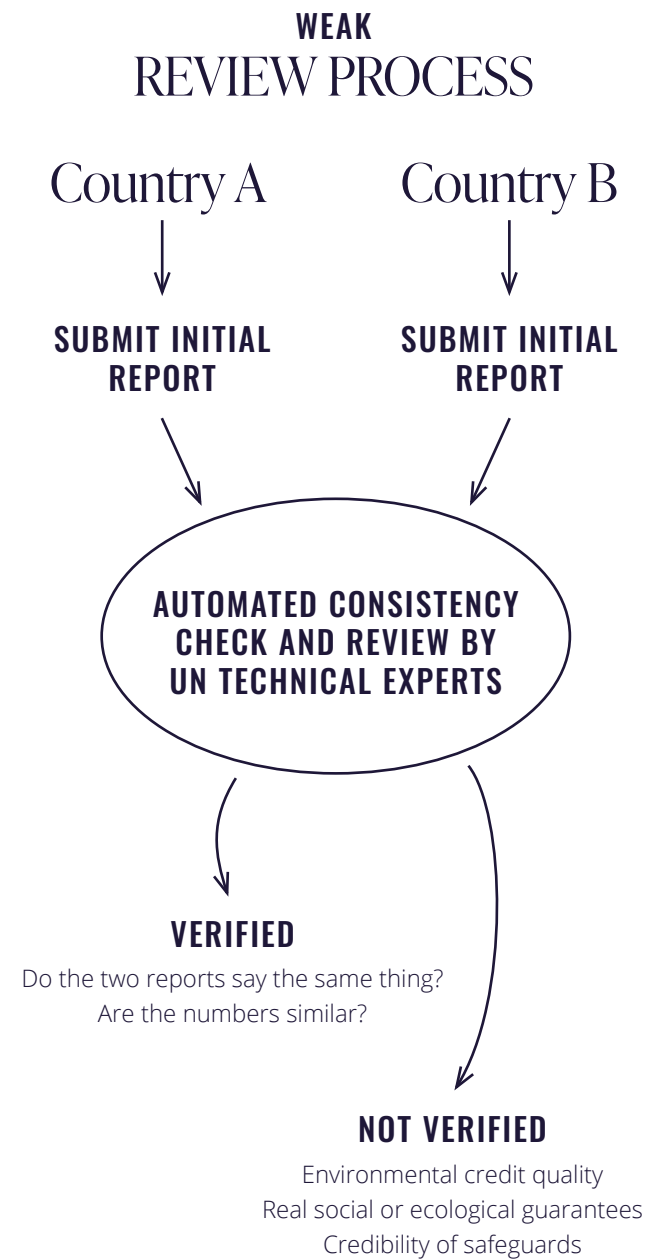 WEAK
REVIEW PROCESS
Country A
Country B
SUBMIT INITIAL
REPORT
SUBMIT INITIAL
REPORT
AUTOMATED CONSISTENCY
CHECK AND REVIEW BY
UN TECHNICAL EXPERTS
VERIFIED
Do the two reports say the same thing?
Are the numbers similar?
NOT VERIFIED
Environmental credit quality
Real social or ecological guarantees
Credibility of safeguards